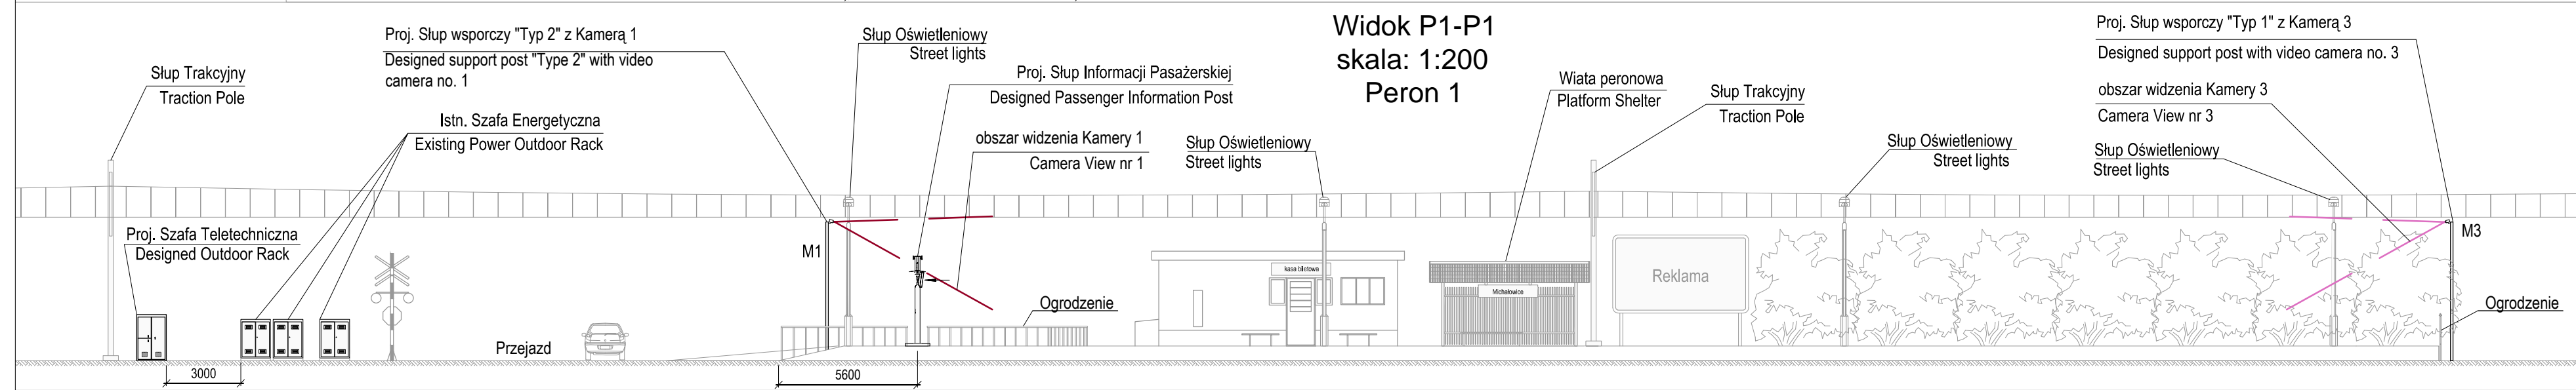 Widok P1-P1
skala: 1:200
Peron 1
Słup Trakcyjny
Traction Pole
Proj. Szafa Teletechniczna
Designed Outdoor Rack
Istn. Szafa Energetyczna
Existing Power Outdoor Rack
Proj. Słup wsporczy "Typ 2" z Kamerą 1
Designed support post "Type 2" with video
camera no. 1
M1
Słup Oświetleniowy
Street lights
Proj. Słup Informacji Pasażerskiej
Designed Passenger Information Post
obszar widzenia Kamery 1
Camera View nr 1
Słup Oświetleniowy
Street lights
Ogrodzenie
Przejazd
3000
5600
kasa biletowa
Wiata peronowa
Platform Shelter
Michałowice
Słup Trakcyjny
Traction Pole
Reklama
Słup Oświetleniowy
Street lights
Proj. Słup wsporczy "Typ 1" z Kamerą 3
Designed support post with video camera no. 3
obszar widzenia Kamery 3
Camera View nr 3
Słup Oświetleniowy
Street lights
M3
Ogrodzenie